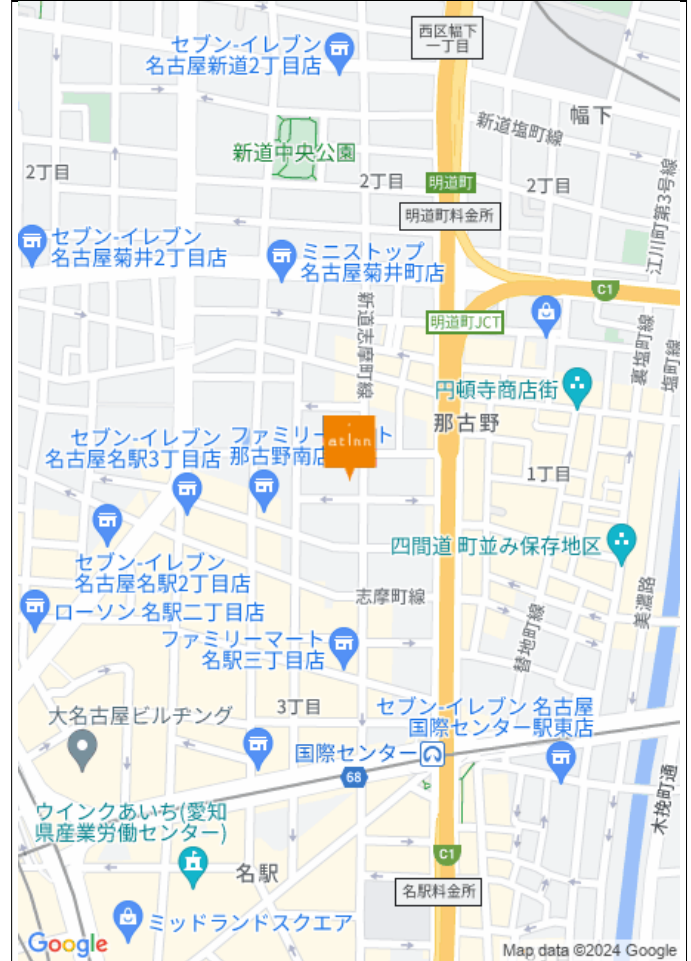 西区幅下
一丁目
セブン-イレブン
名古屋新道2丁目店
幅下
新道塩町線
新道中央公園
2丁目
2丁目
明道町
2丁目
江川町第3号線
明道町料金所
セブン-イレブン
名古屋菊井2丁目店
ミニストップ
名古屋菊井町店
C1
新道志摩町線
明道町JCT
裏塩町線
塩町線
円頓寺商店街
那古野
セブン-イレブン
名古屋名駅3丁目店
ファミリー
ト
那古野南店
at inn
1丁目
四間道 町並み保存地区
セブン-イレブン
名古屋名駅2丁目店
志摩町線
美濃路
ローソン 名駅二丁目店
替地町線
ファミリーマート
名駅三丁目店
3丁目
セブン-イレブン 名古屋
国際センター駅東店
大名古屋ビルヂング
国際センター
68
木挽町通
ウインクあいち(愛知
県産業労働センター)
C1
名駅
名駅料金所
ミッドランドスクエア
Google
Map data ©2024 Google